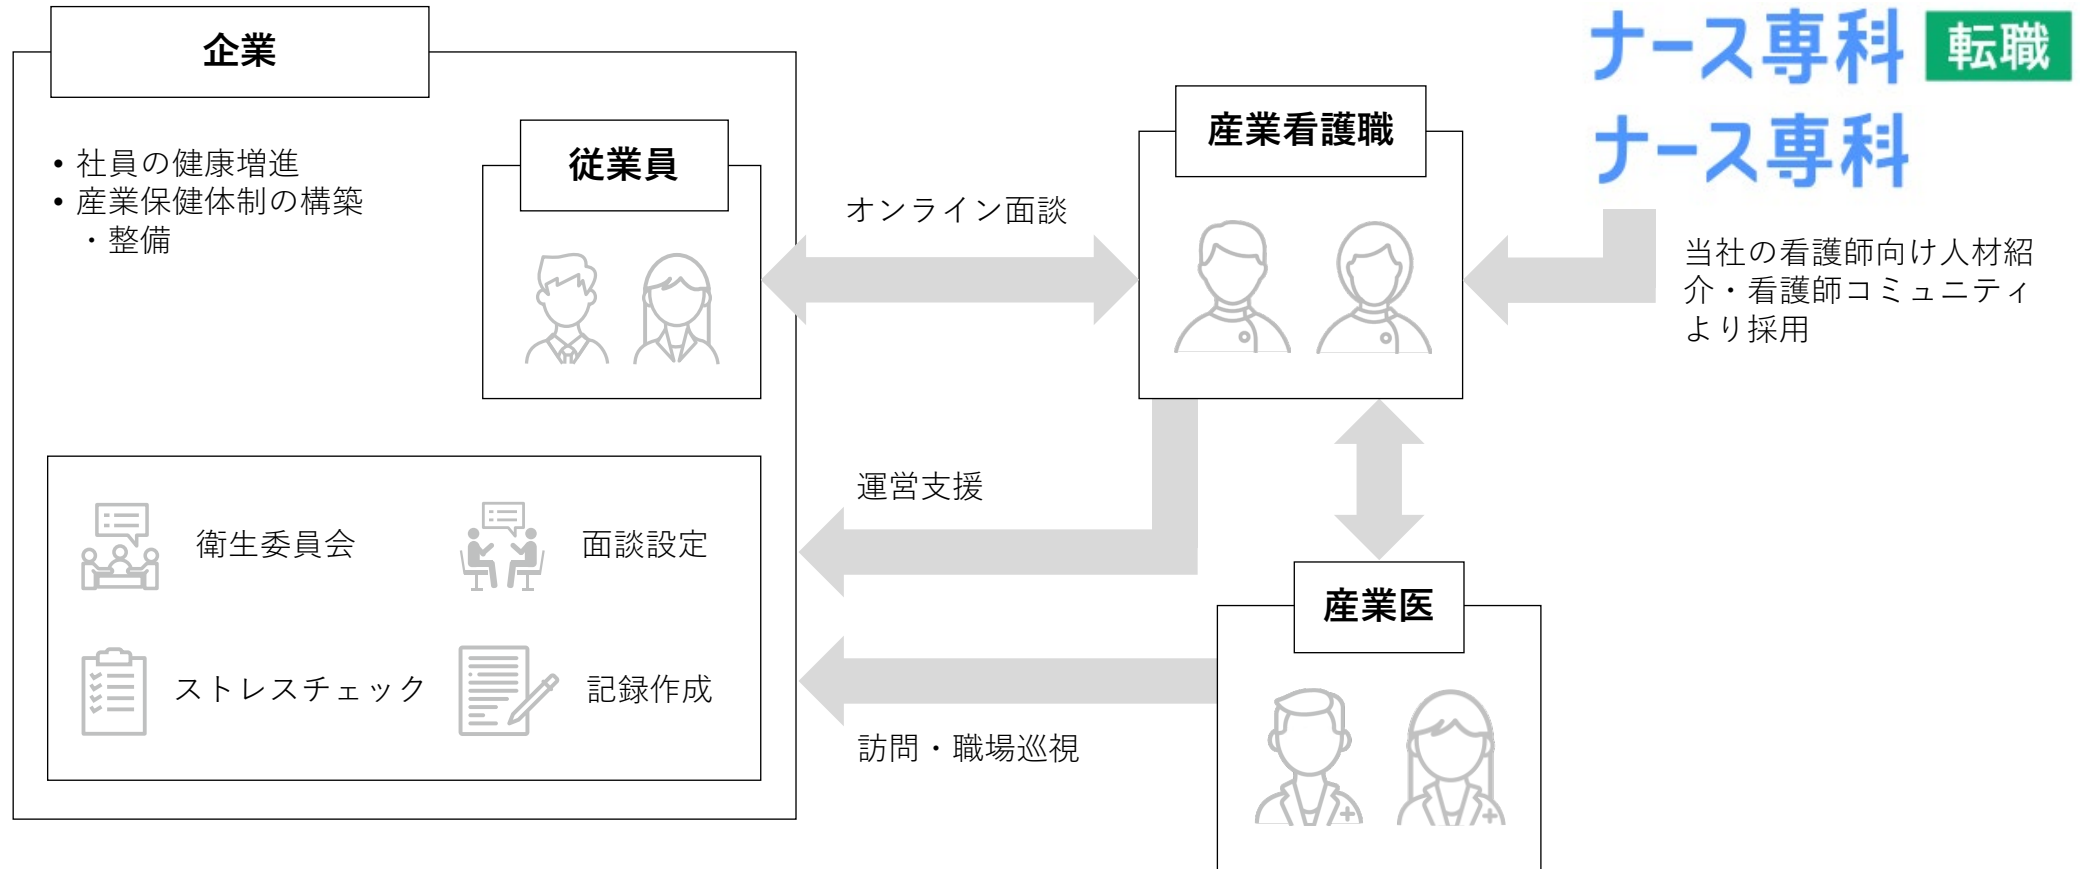 企業
• 社員の健康増進
• 産業保健体制の構築
・整備
従業員
オンライン面談
産業看護職
ナース専科 転職
ナース専科
当社の看護師向け人材紹
介・看護師コミュニティ
より採用
運営支援
衛生委員会
面談設定
ストレスチェック
記録作成
訪問・職場巡視
産業医